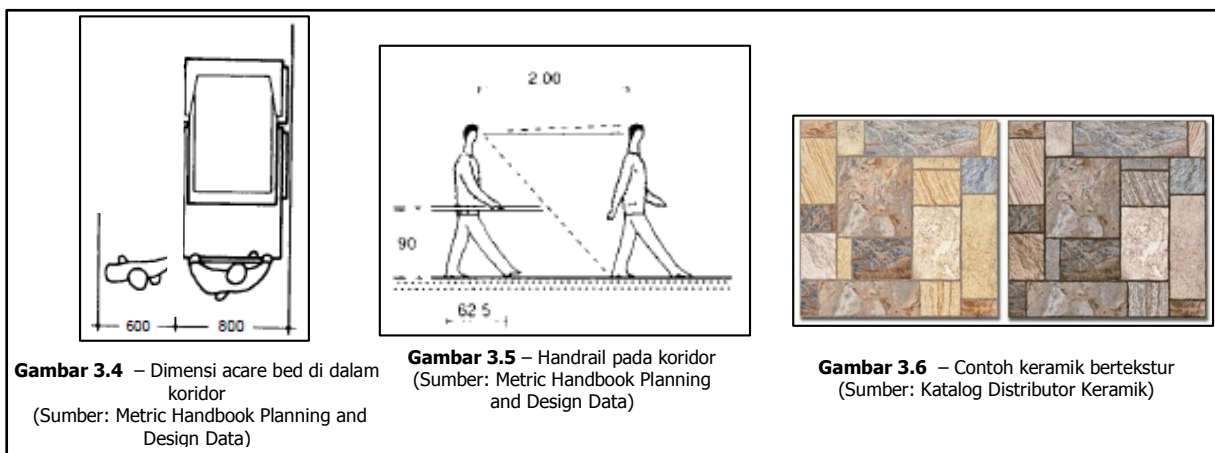 600 800
Gambar 3.4 – Dimensi acare bed di dalam
koridor
(Sumber: Metric Handbook Planning and
Design Data)
2.00
90
62 5
Gambar 3.5 – Handrail pada koridor
(Sumber: Metric Handbook Planning
and Design Data)
Gambar 3.6 – Contoh keramik bertekstur
(Sumber: Katalog Distributor Keramik)